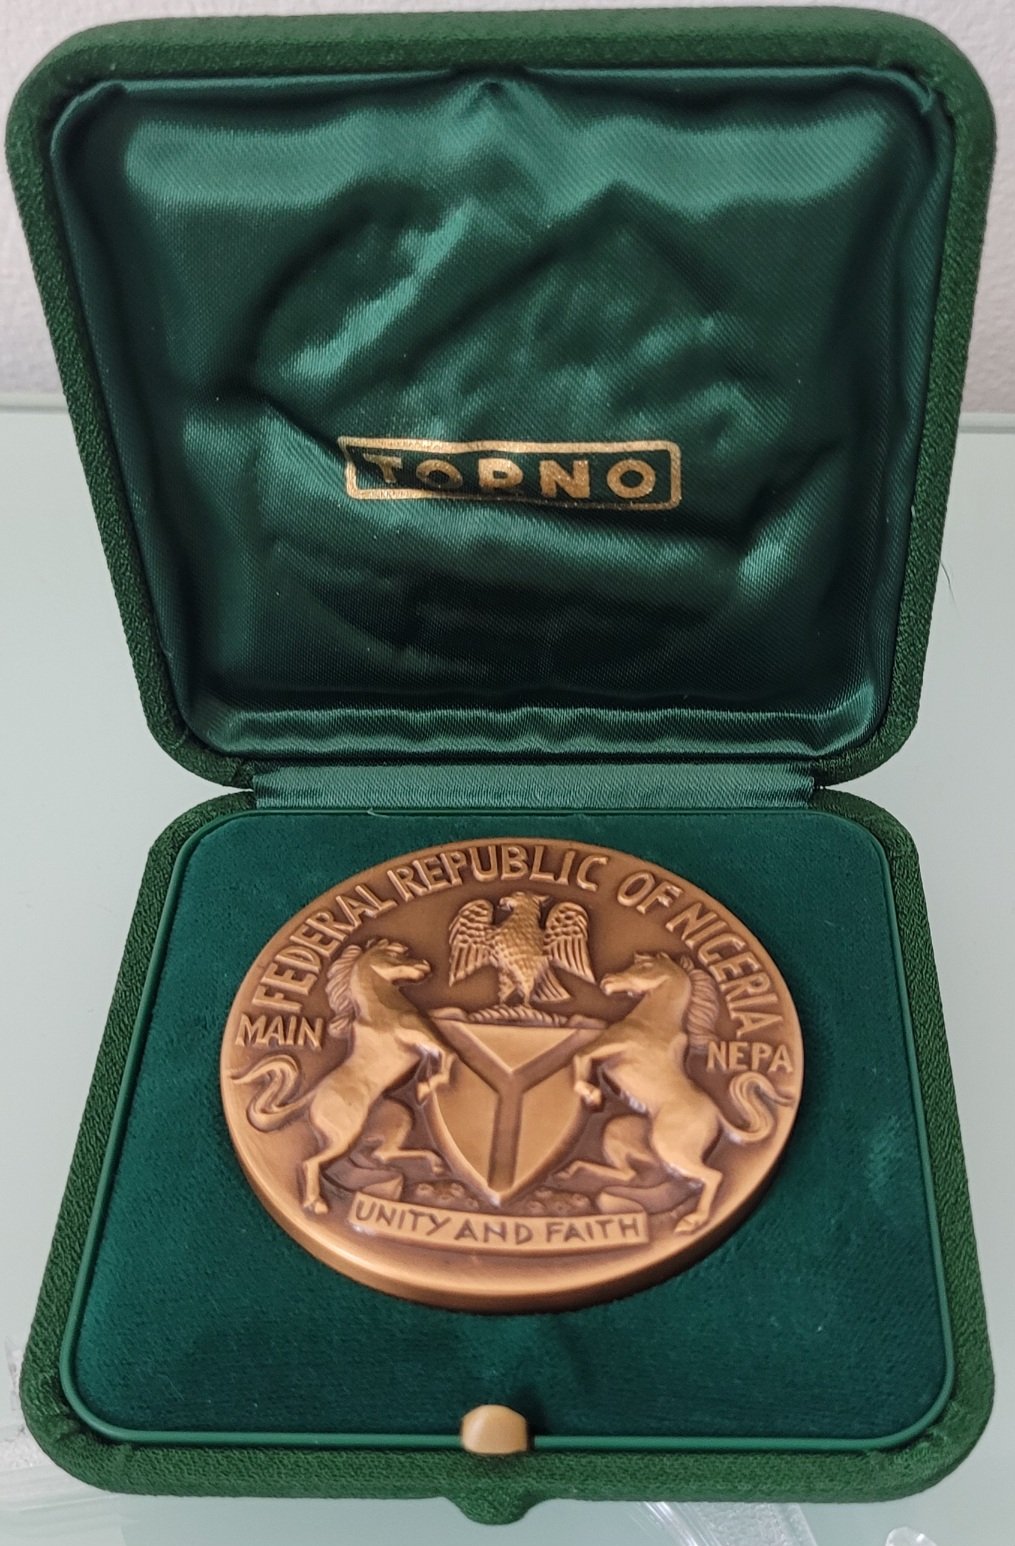 TORNO
FEDERAL REPUBLIC OF NIGERIA
MAIN
NEPA
UNITY AND FAITH